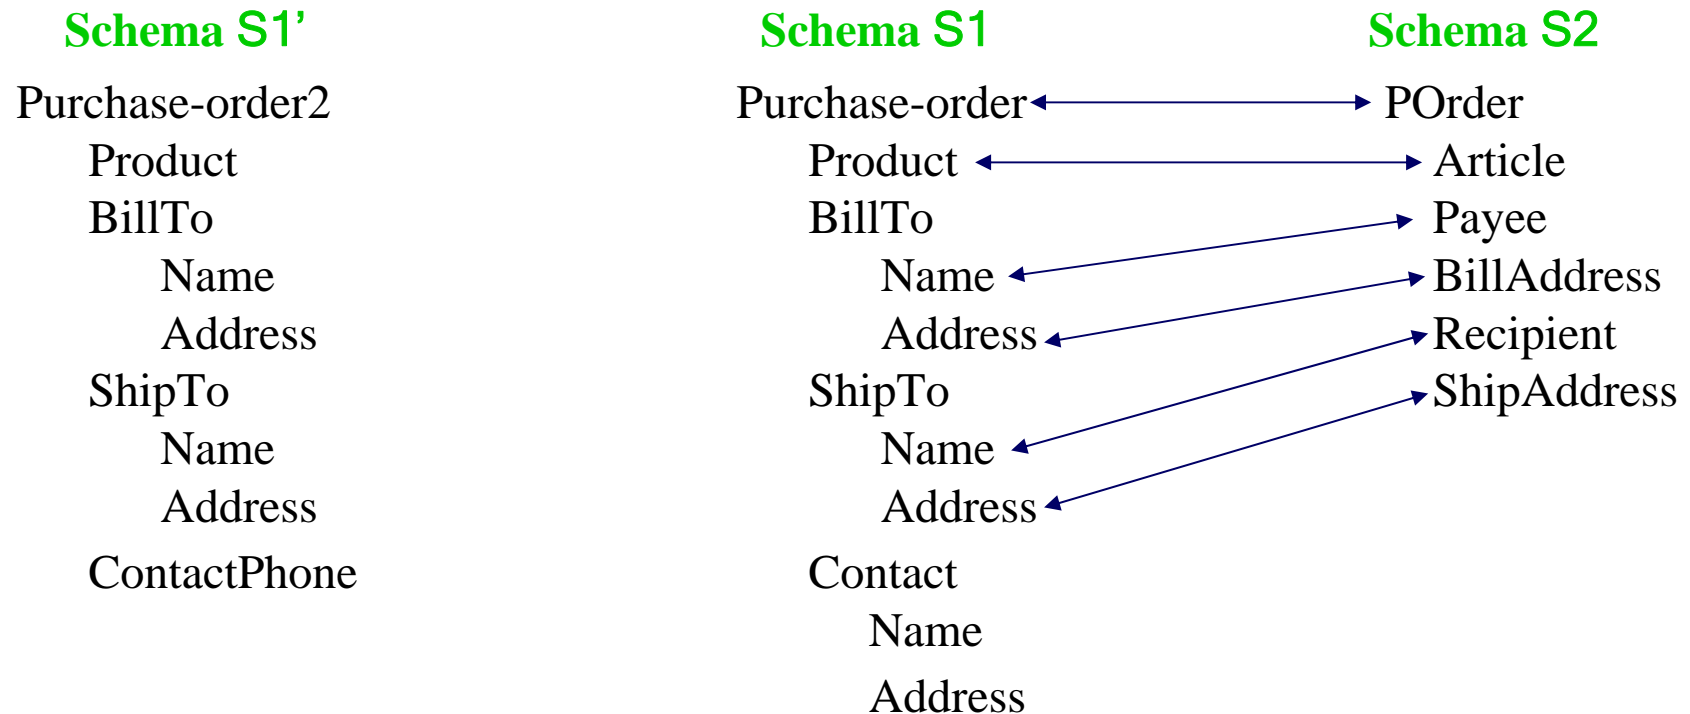 Schema S1’ Schema S1 Schema S2
Purchase-order2 Purchase-order POrder
Product Product Article
BillTo BillTo Payee
Name Name BillAddress
Address Address Recipient
ShipTo ShipTo ShipAddress
Name Name
Address Address
ContactPhone Contact
Name
Address